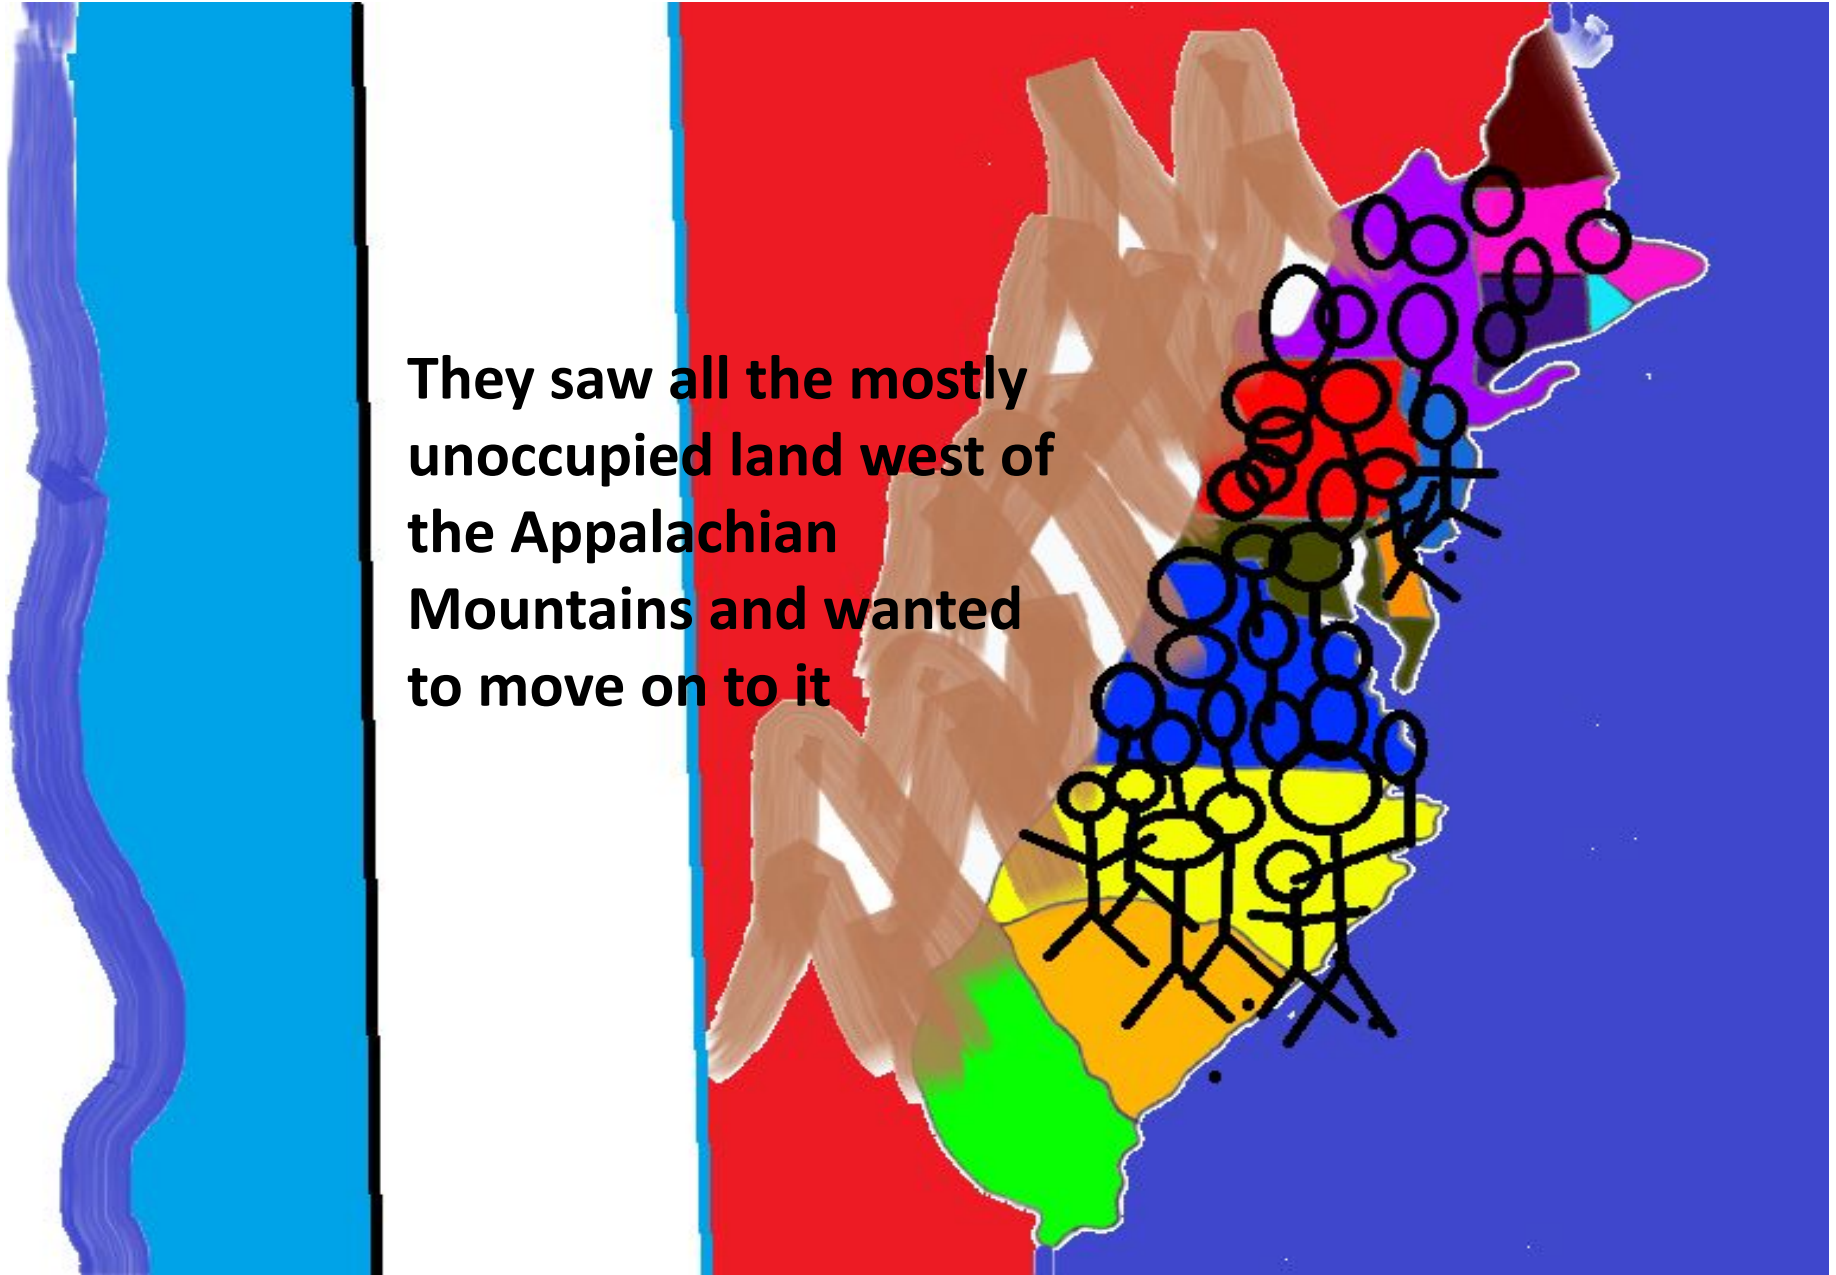 They saw all the mostly
unoccupied land west of
the Appalachian
Mountains and wanted
to move on to it